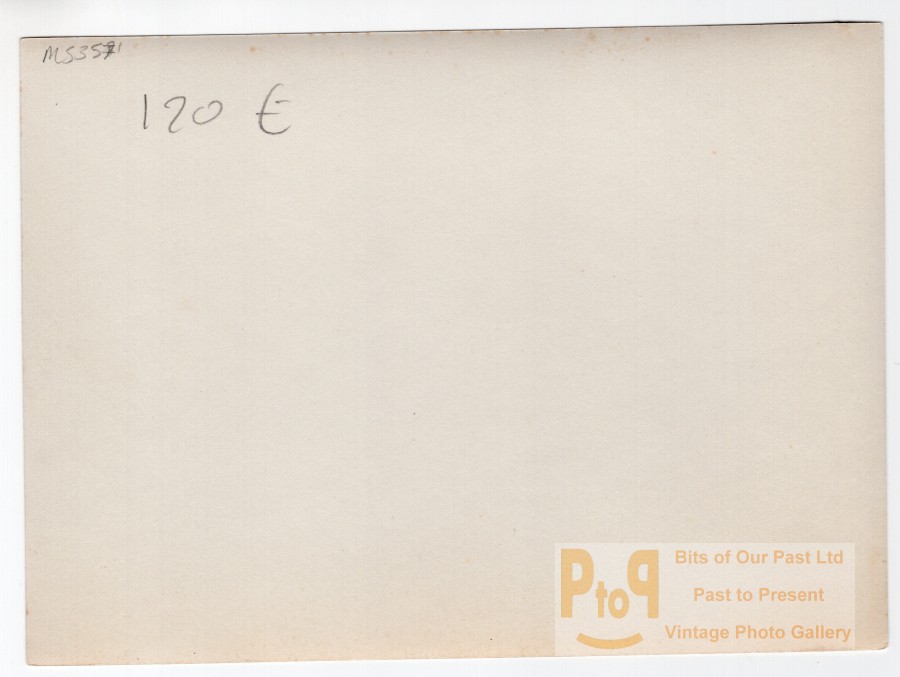 120 €
PtoP
Bits of Our Past Ltd
Past to Present
Vintage Photo Gallery